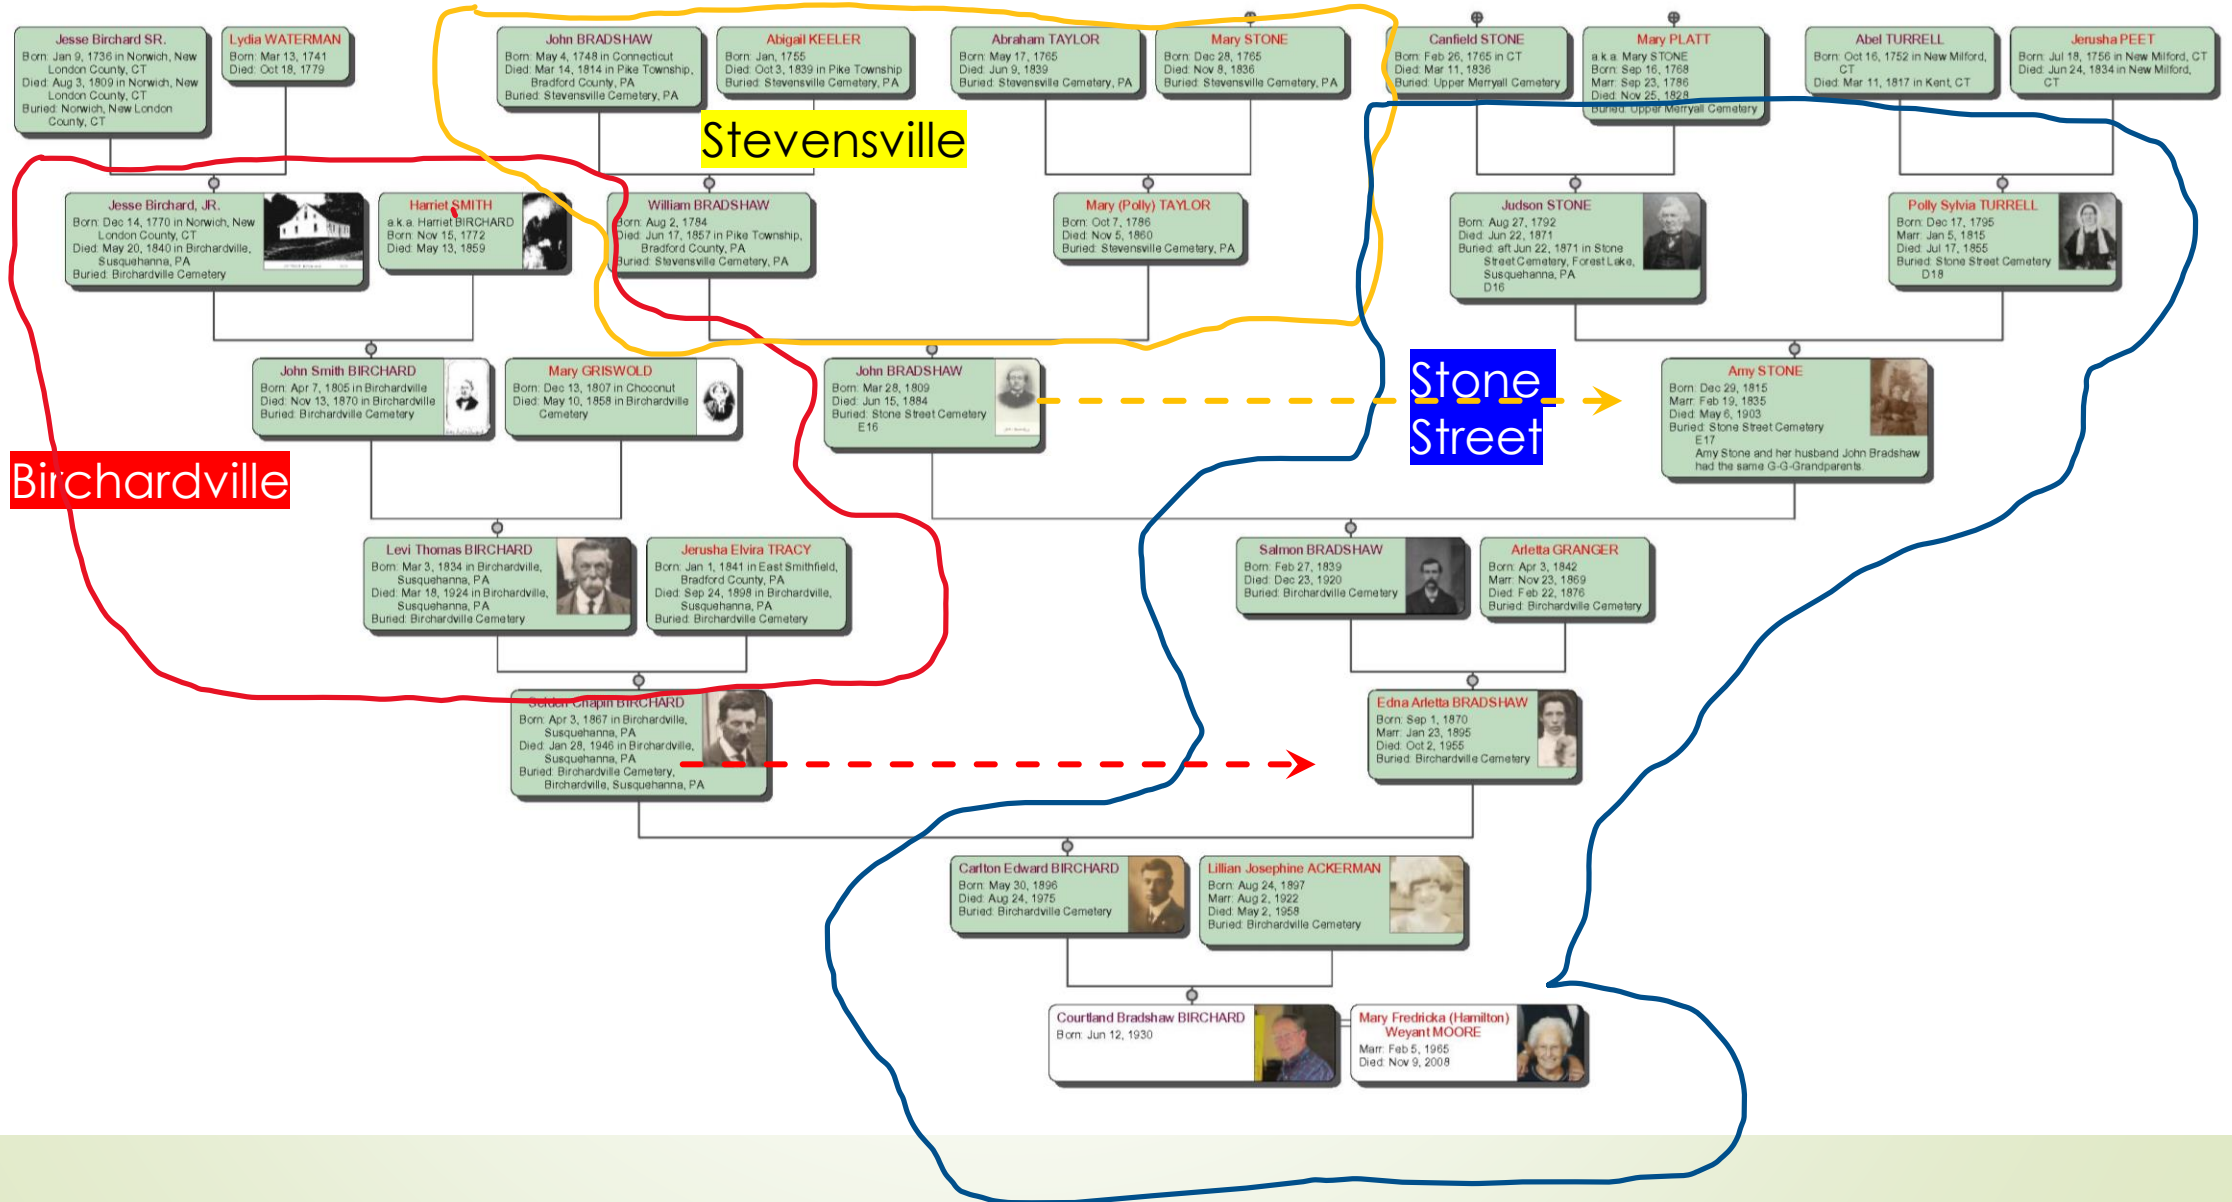 Jesse Birchard SR.
Born: Jan 9, 1736 in Norwich, New
London County, CT
Died: Aug 3, 1809 in Norwich, New
London County, CT
Buried: Norwich, New London
County, CT
Lydia WATERMAN
Born: Mar 13, 1741
Died: Oct 18, 1779
John BRADSHAW
Born: May 4, 1748 in Connecticut
Died: Mar 14, 1814 in Pike Township,
Bradford County, PA
Buried: Stevensville Cemetery, PA
Abigail KEELER
Born: Jan, 1755
Died: Oct 3, 1839 in Pike Township
Buried: Stevensville Cemetery, PA
Abraham TAYLOR
Born: May 17, 1765
Died: Jun 9, 1839
Buried: Stevensville Cemetery, PA
Mary STONE
Born: Dec 28, 1765
Died: Nov 8, 1836
Buried: Stevensville Cemetery, PA
Canfield STONE
Born: Feb 26, 1765 in CT
Died: Mar 11, 1836
Buried: Upper Merryall Cemetery
Mary PLATT
a.k.a. Mary STONE
Born: Sep 16, 1768
Marr: Sep 23, 1786
Died: Nov 25, 1828
Buried: Upper Merryall Cemetery
Abel TURRELL
Born: Oct 16, 1752 in New Milford,
CT
Died: Mar 11, 1817 in Kent, CT
Jerusha PEET
Born: Jul 18, 1756 in New Milford, CT
Died: Jun 24, 1834 in New Milford,
CT
Stevensville
Jesse Birchard, JR.
Born: Dec 14, 1770 in Norwich, New
London County, CT
Died: May 20, 1840 in Birchardville,
Susquehanna, PA
Buried: Birchardville Cemetery
Harriet SMITH
a.k.a. Harriet BIRCHARD
Born: Nov 15, 1772
Died: May 13, 1859
William BRADSHAW
Born: Aug 2, 1784
Died: Jun 17, 1857 in Pike Township,
Bradford County, PA
Buried: Stevensville Cemetery, PA
Mary (Polly) TAYLOR
Born: Oct 7, 1786
Died: Nov 5, 1860
Buried: Stevensville Cemetery, PA
Judson STONE
Born: Aug 27, 1792
Died: Jun 22, 1871
Buried: aft Jun 22, 1871 in Stone
Street Cemetery, Forest Lake,
Susquehanna, PA
D16
Polly Sylvia TURRELL
Born: Dec 17, 1795
Marr: Jan 5, 1815
Died: Jul 17, 1855
Buried: Stone Street Cemetery
D18
John Smith BIRCHARD
Born: Apr 7, 1805 in Birchardville
Died: Nov 13, 1870 in Birchardville
Buried: Birchardville Cemetery
Mary GRISWOLD
Born: Dec 13, 1807 in Choconut
Died: May 10, 1858 in Birchardville
Cemetery
John BRADSHAW
Born: Mar 28, 1809
Died: Jun 15, 1884
Buried: Stone Street Cemetery
E16
Stone
Street
Amy STONE
Born: Dec 29, 1815
Marr: Feb 19, 1835
Died: May 6, 1903
Buried: Stone Street Cemetery
E17
Amy Stone and her husband John Bradshaw
had the same G-G-Grandparents.
Birchardville
Levi Thomas BIRCHARD
Born: Mar 3, 1834 in Birchardville,
Susquehanna, PA
Died: Mar 18, 1924 in Birchardville,
Susquehanna, PA
Buried: Birchardville Cemetery
Jerusha Elvira TRACY
Born: Jan 1, 1841 in East Smithfield,
Bradford County, PA
Died: Sep 24, 1898 in Birchardville,
Susquehanna, PA
Buried: Birchardville Cemetery
Salmon BRADSHAW
Born: Feb 27, 1839
Died: Dec 23, 1920
Buried: Birchardville Cemetery
Arletta GRANGER
Born: Apr 3, 1842
Marr: Nov 23, 1869
Died: Feb 22, 1876
Buried: Birchardville Cemetery
Selden Chapin BIRCHARD
Born: Apr 3, 1867 in Birchardville,
Susquehanna, PA
Died: Jan 28, 1946 in Birchardville,
Susquehanna, PA
Buried: Birchardville Cemetery,
Birchardville, Susquehanna, PA
Edna Arletta BRADSHAW
Born: Sep 1, 1870
Marr: Jan 23, 1895
Died: Oct 2, 1955
Buried: Birchardville Cemetery
Carlton Edward BIRCHARD
Born: May 30, 1896
Died: Aug 24, 1975
Buried: Birchardville Cemetery
Lillian Josephine ACKERMAN
Born: Aug 24, 1897
Marr: Aug 2, 1922
Died: May 2, 1958
Buried: Birchardville Cemetery
Courtland Bradshaw BIRCHARD
Born: Jun 12, 1930
Mary Fredricka (Hamilton)
Weyant MOORE
Marr: Feb 5, 1965
Died: Nov 9, 2008